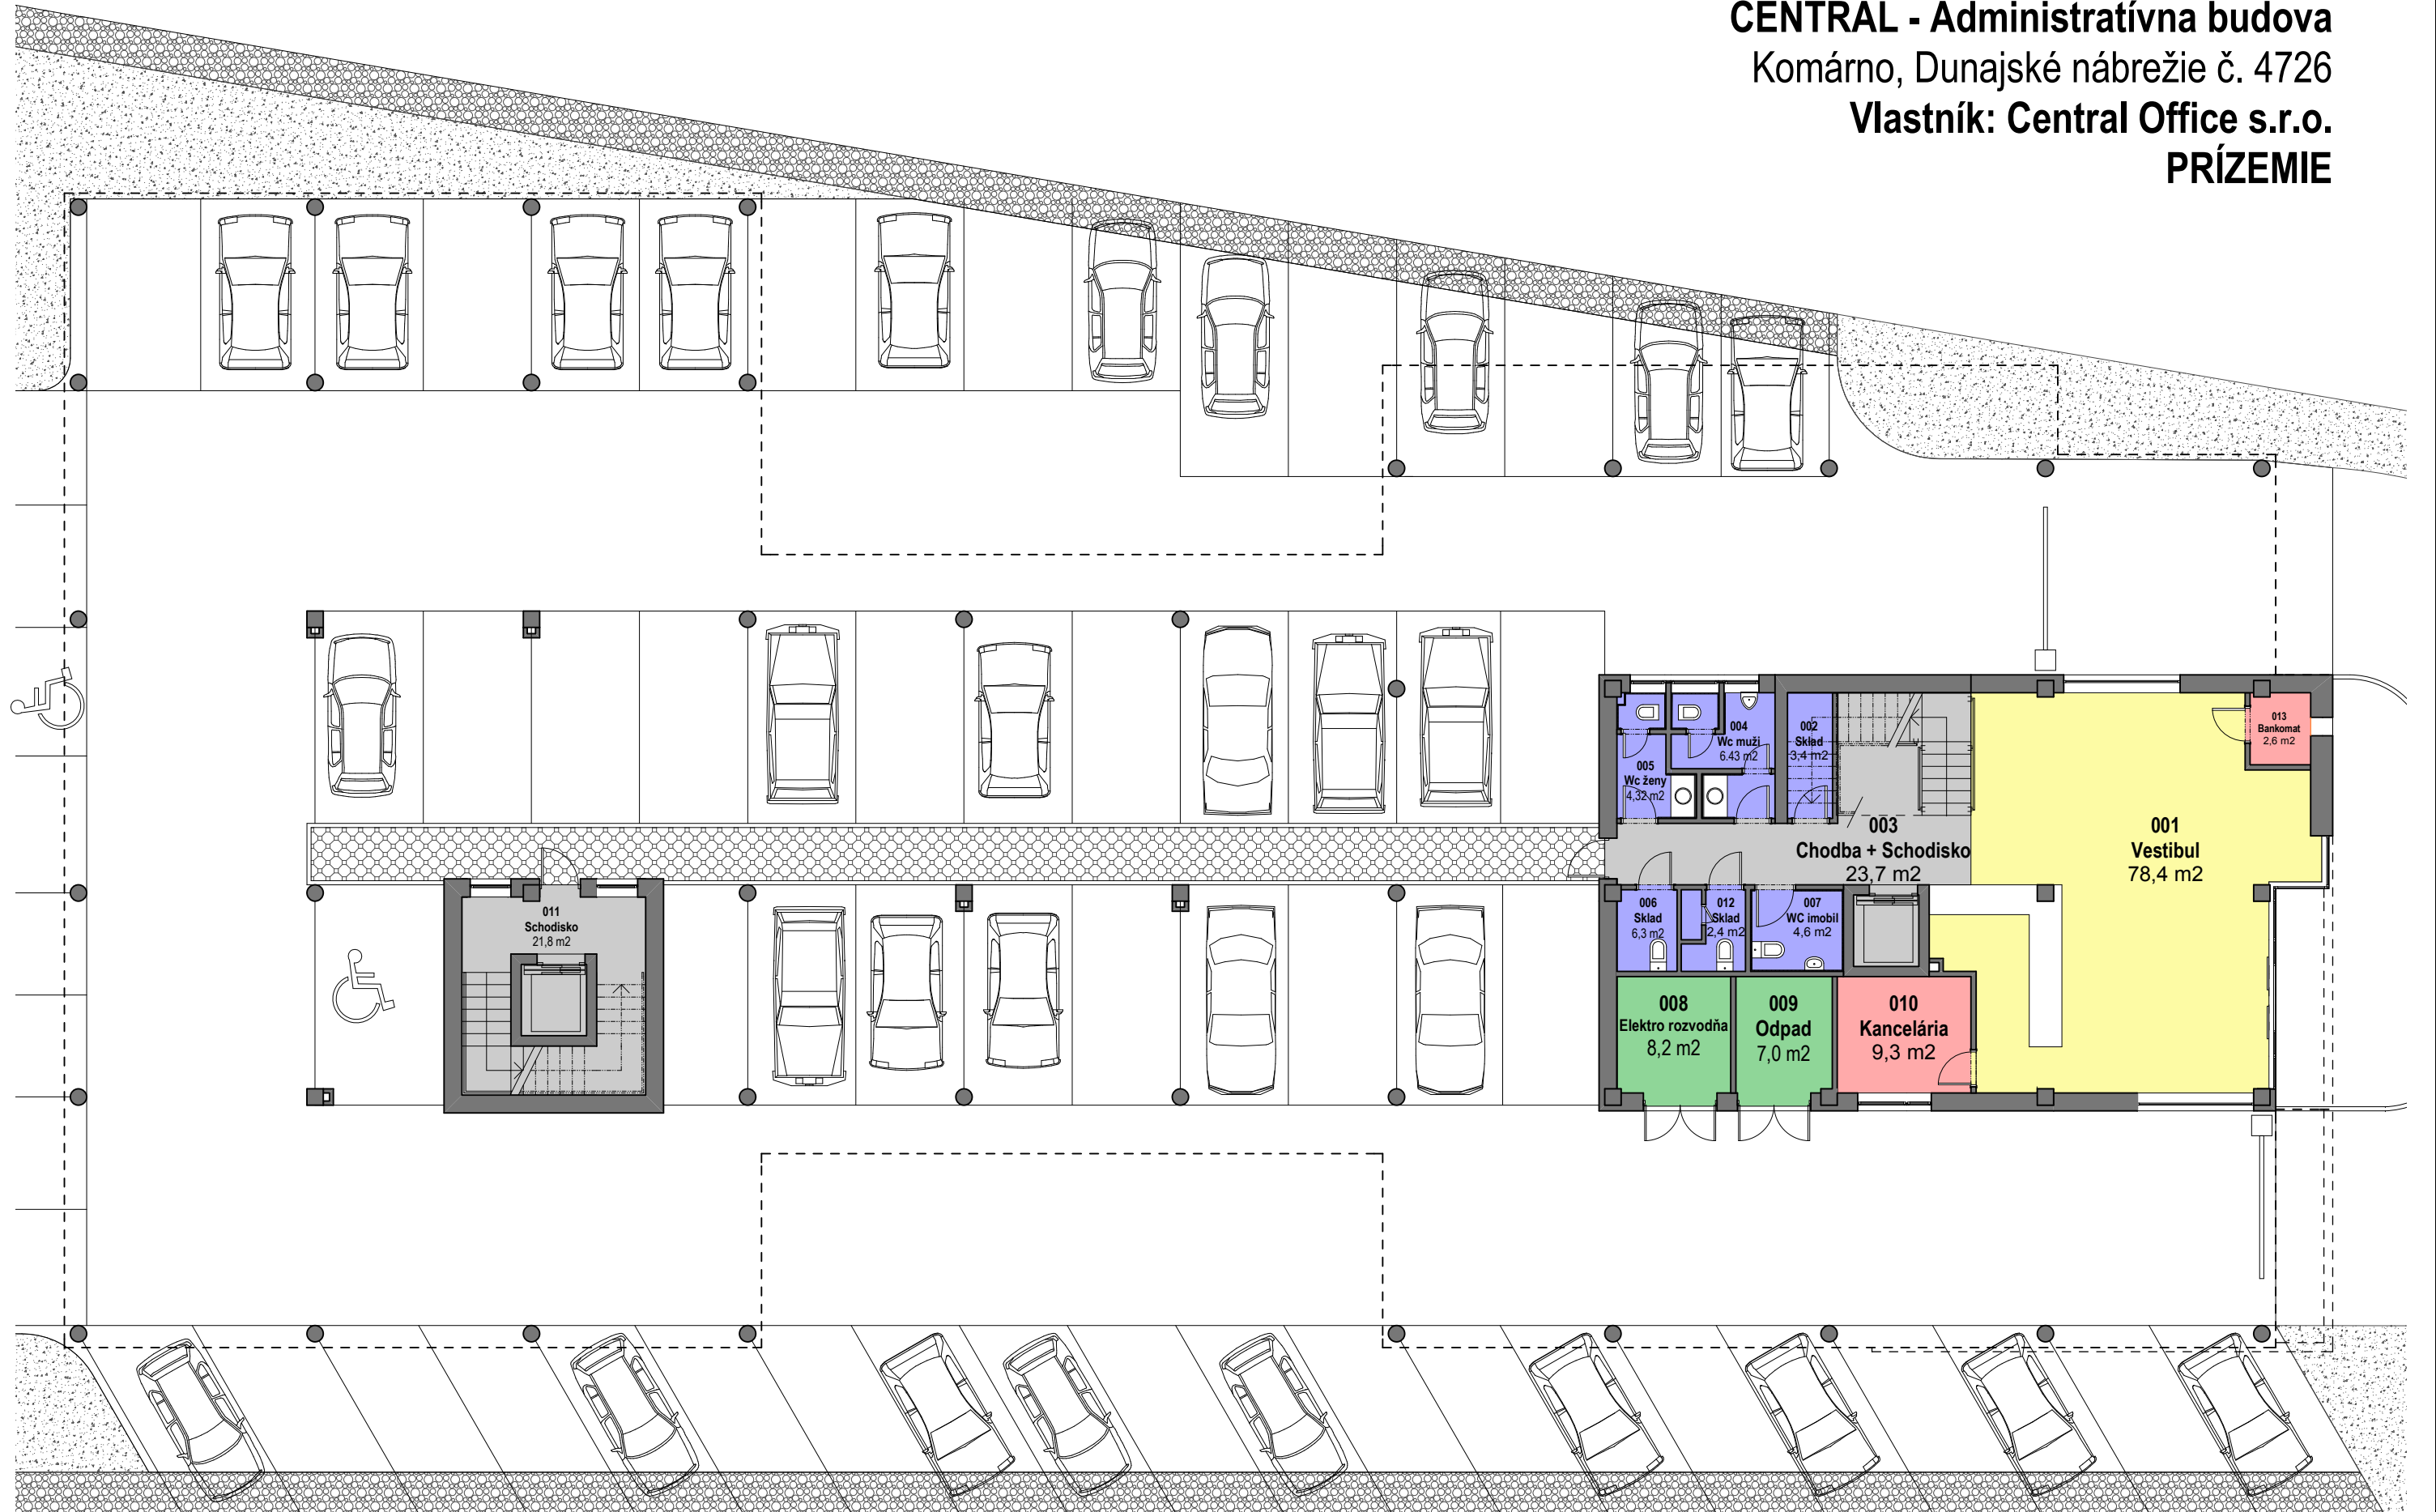 CENTRAL - Administratívna budova
Komárno, Dunajské nábrežie č. 4726
Vlastník: Central Office s.r.o.
PRÍZEMIE
013
Bankomat
2,6 m2
004
Wc muži
6.43 m2
002
Sklad
3,4 m2
005
Wc ženy
4,32 m2
003
Chodba + Schodisko
23,7 m2
001
Vestibul
78,4 m2
011
Schodisko
21,8 m2
006
Sklad
6,3 m2
012
Sklad
2,4 m2
007
WC imobil
4,6 m2
008
Elektro rozvodňa
8,2 m2
009
Odpad
7,0 m2
010
Kancelária
9,3 m2